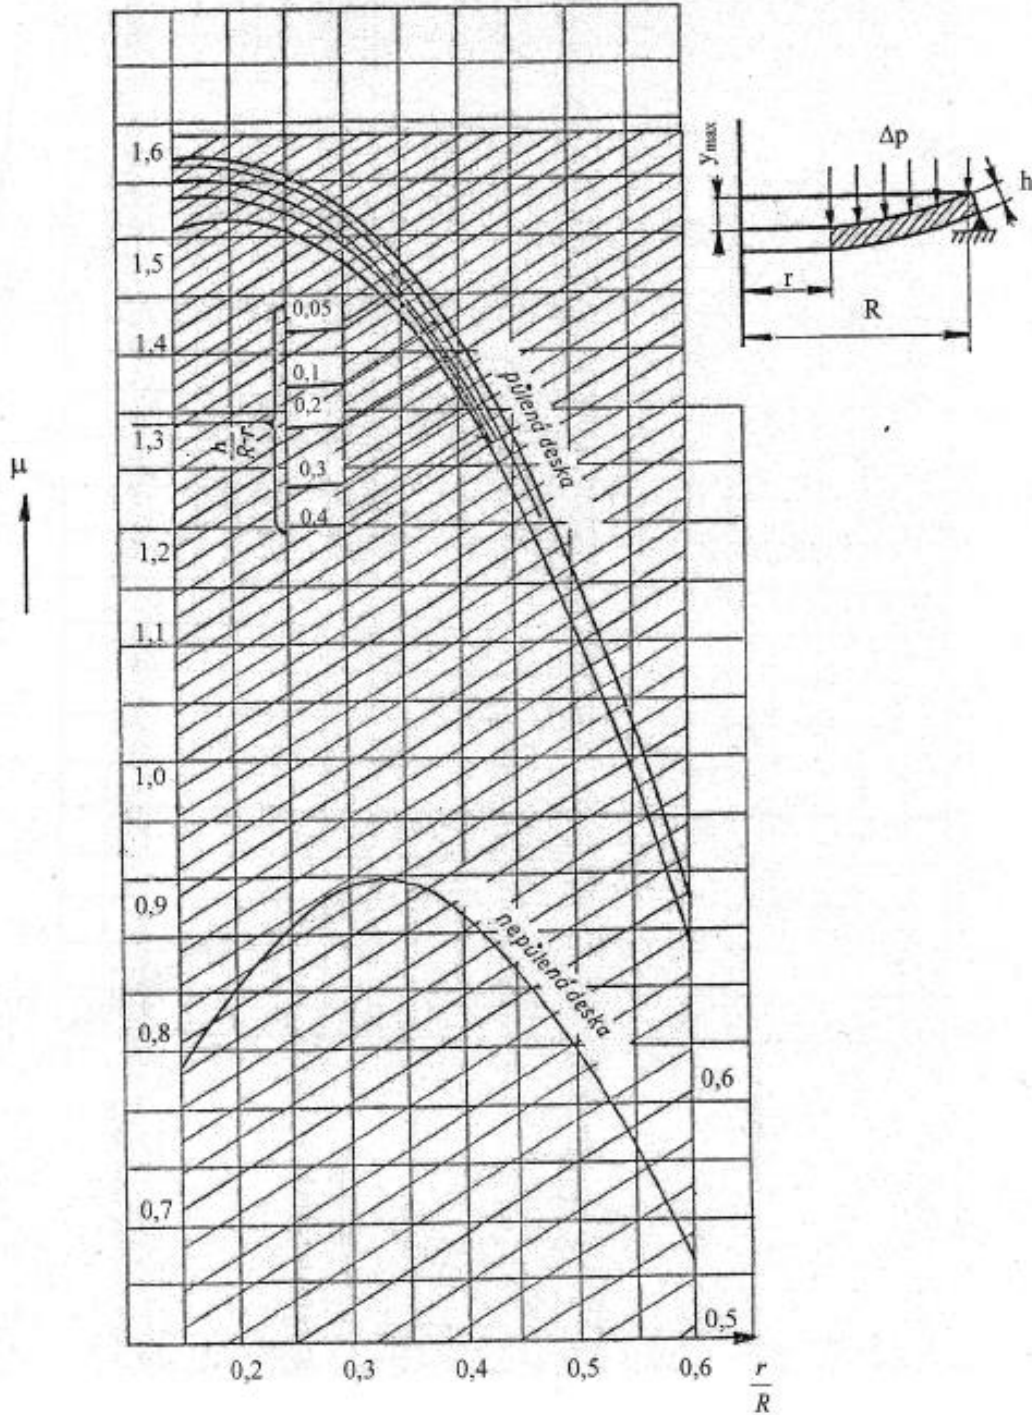 1,6
1,5
1,4
1,3
1,2
1,1
1,0
0,9
0,8
0,7
μ
0,05
0,1
0,2
0,3
0,4
h
R-r
půlená deska
nepůlená deska
0,6
0,5
0,2 0,3 0,4 0,5 0,6
r
R
y max
Δp
h
r
R